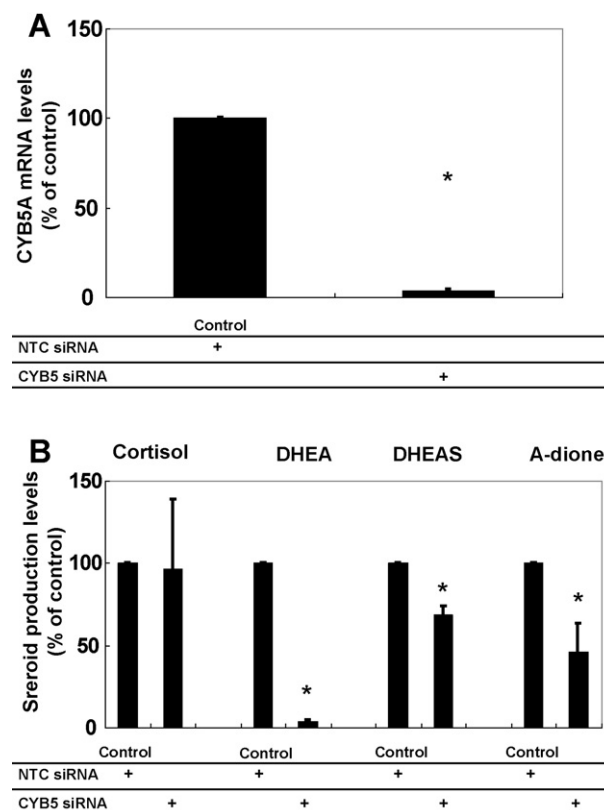 A
CYB5A mRNA levels
(% of control)
150
100
50
0
*
Control
NTC siRNA +
CYB5 siRNA +
B
Cortisol DHEA DHEAS A-dione
Sreroid production levels
(% of control)
150
100
50
0
* * *
Control Control Control Control
NTC siRNA + + + +
CYB5 siRNA + + + +